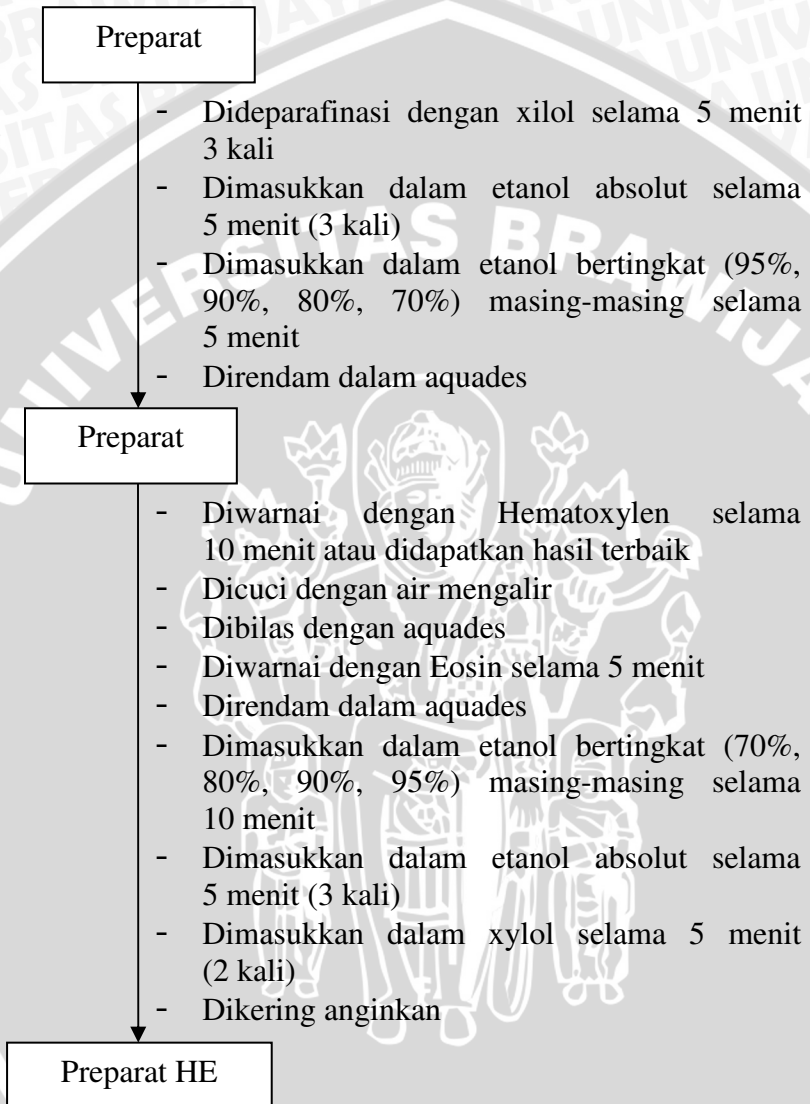 Preparat
- Dideparafinasi dengan xilol selama 5 menit
3 kali
- Dimasukkan dalam etanol absolut selama
5 menit (3 kali)
- Dimasukkan dalam etanol bertingkat (95%,
90%, 80%, 70%) masing-masing selama
5 menit
- Direndam dalam aquades
Preparat
- Diwarnai dengan Hematoxylen selama
10 menit atau didapatkan hasil terbaik
- Dicuci dengan air mengalir
- Dibilas dengan aquades
- Diwarnai dengan Eosin selama 5 menit
- Direndam dalam aquades
- Dimasukkan dalam etanol bertingkat (70%,
80%, 90%, 95%) masing-masing selama
10 menit
- Dimasukkan dalam etanol absolut selama
5 menit (3 kali)
- Dimasukkan dalam xylol selama 5 menit
(2 kali)
- Dikering anginkan
Preparat HE
UNIVERSITAS BRAWIJA